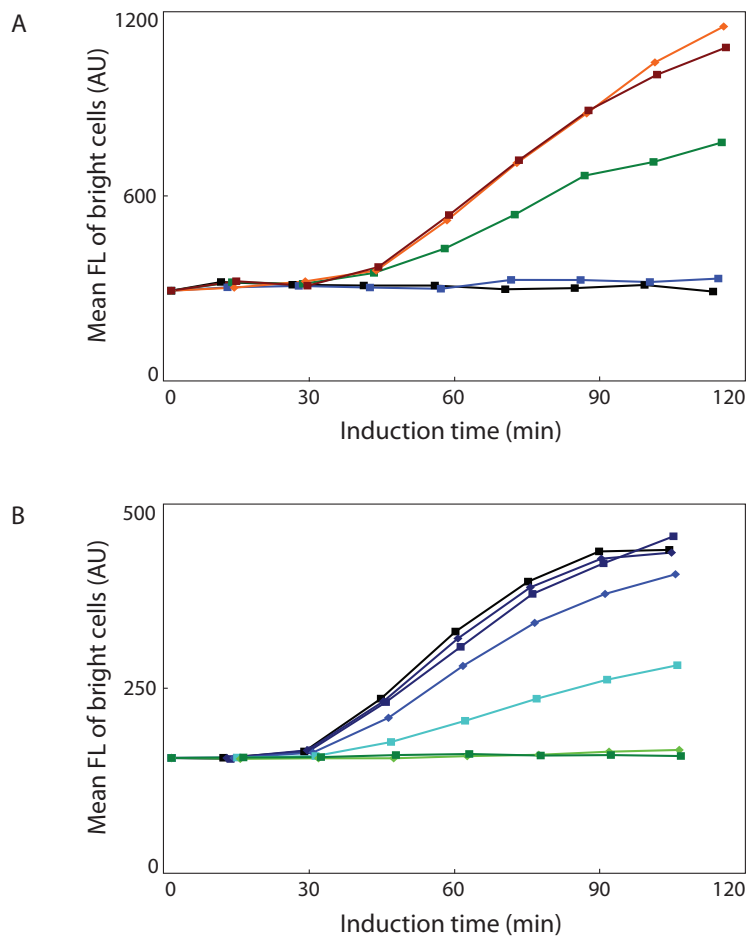 A
Mean FL of bright cells (AU)
1200
600
0
0 30 60 90 120
Induction time (min)
B
Mean FL of bright cells (AU)
500
250
0
0 30 60 90 120
Induction time (min)